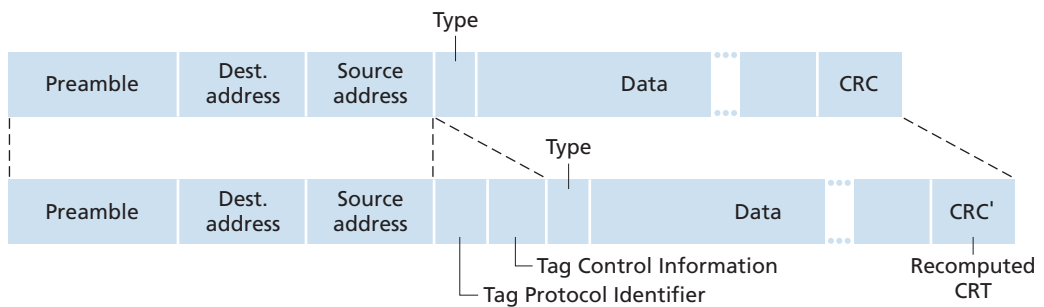 Type
Preamble
Dest.
address
Source
address
Data
CRC
Type
Preamble
Dest.
address
Source
address
Data
CRC'
Tag Control Information
Tag Protocol Identifier
Recomputed
CRT